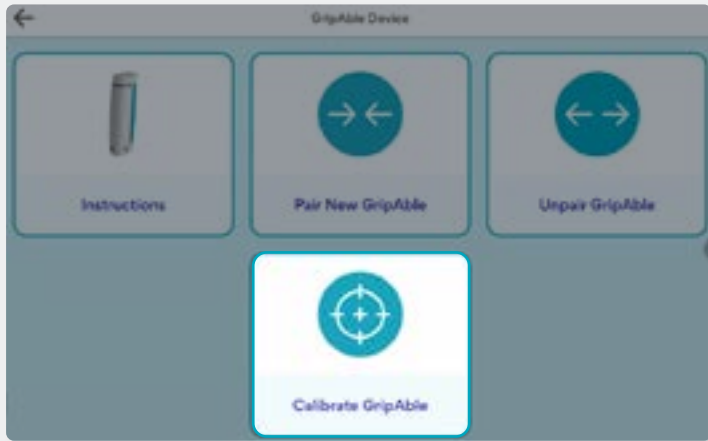 GripAble Device
Instructions
Pair New GripAble
Unpair GripAble
Calibrate GripAble